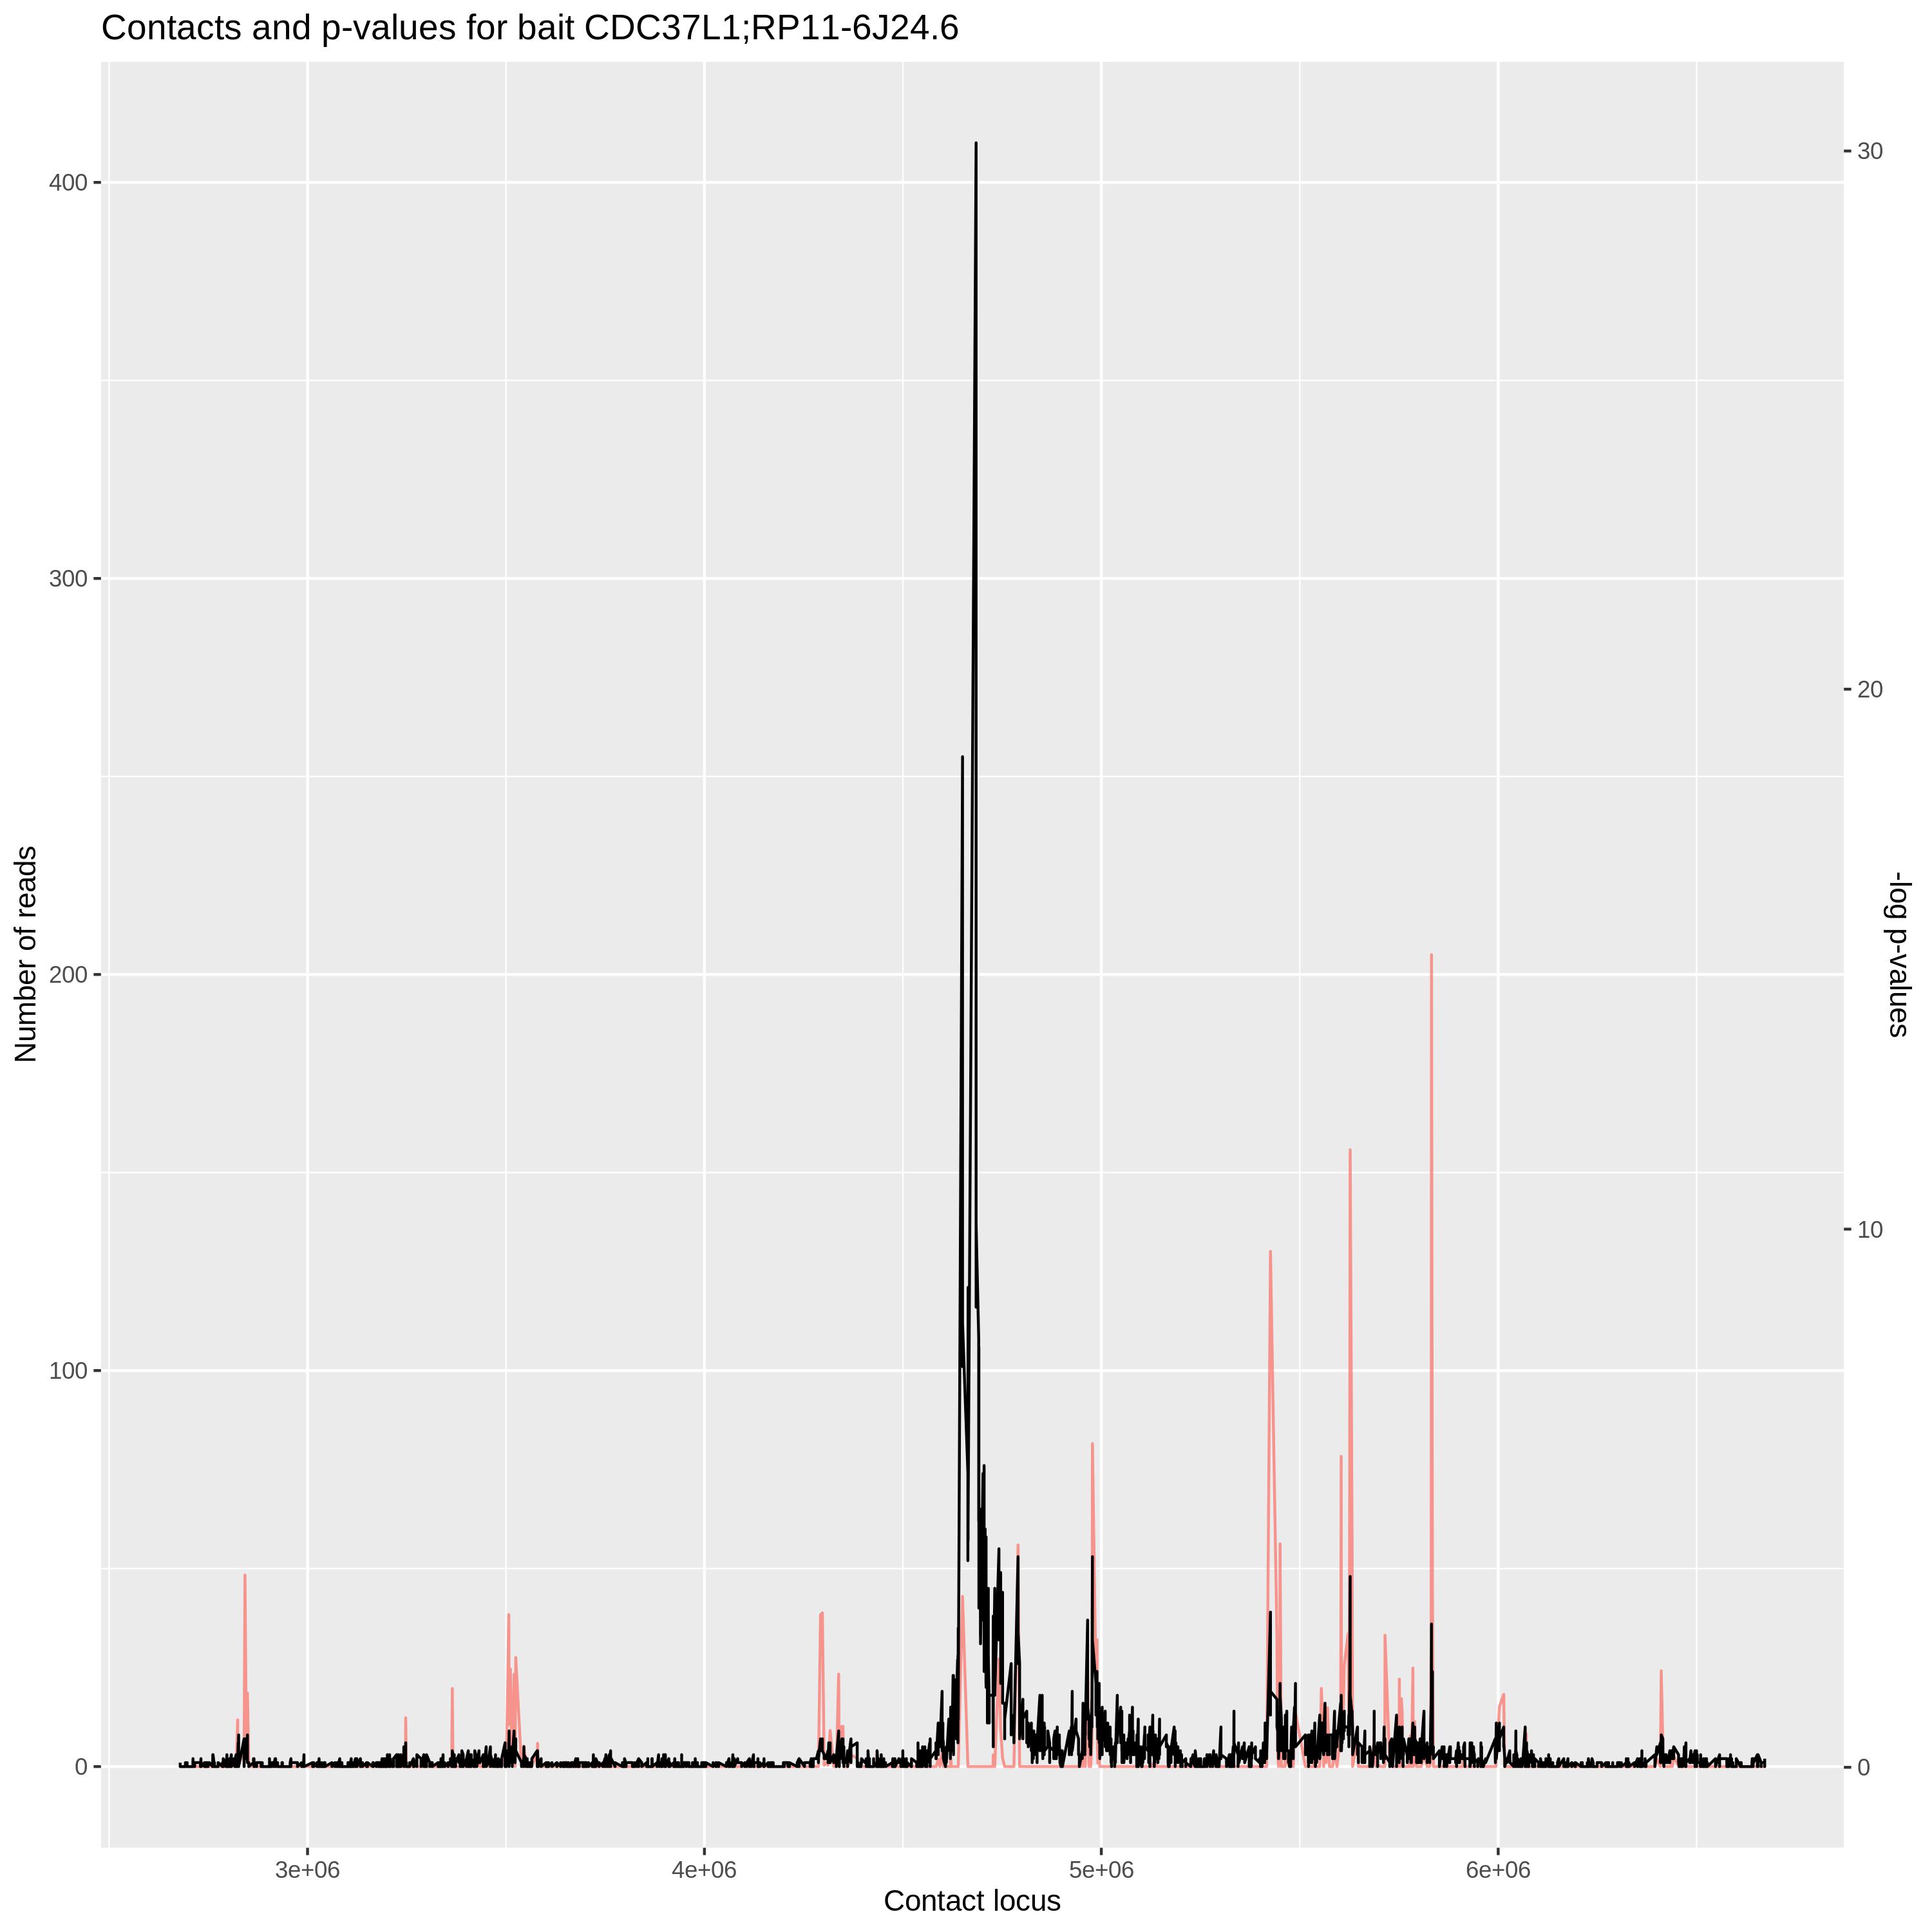 Contacts and p-values for bait CDC37L1;RP11-6J24.6
400
300
200
100
0
Number of reads
30
20
10
0
-log p-values
3e+06
4e+06
5e+06
6e+06
Contact locus